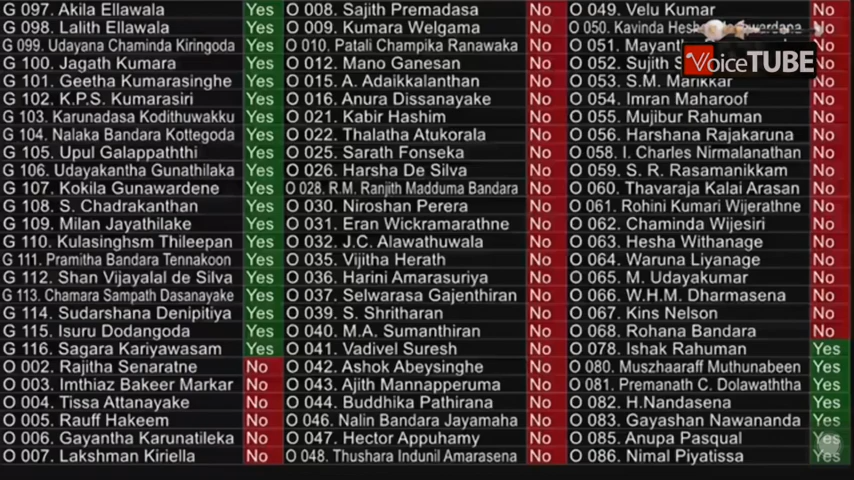 G 097. Akila Ellawala Yes
G 098. Lalith Ellawala Yes
G 099. Udayana Chaminda Kiringoda Yes
G 100. Jagath Kumara Yes
G 101. Geetha Kumarasinghe Yes
G 102. K.P.S. Kumarasiri Yes
G 103. Karunadasa Kodithuwakku Yes
G 104. Nalaka Bandara Kottegoda Yes
G 105. Upul Galappaththi Yes
G 106. Udayakantha Gunathilaka Yes
G 107. Kokila Gunawardene Yes
G 108. S. Chadrakanthan Yes
G 109. Milan Jayathilake Yes
G 110. Kulasinghsm Thileepan Yes
G 111. Pramitha Bandara Tennakoon Yes
G 112. Shan Vijayalal de Silva Yes
G 113. Chamara Sampath Dasanayake Yes
G 114. Sudarshana Denipitiya Yes
G 115. Isuru Dodangoda Yes
G 116. Sagara Kariyawasam Yes
O 002. Rajitha Senaratne No
O 003. Imthiaz Bakeer Markar No
O 004. Tissa Attanayake No
O 005. Rauff Hakeem No
O 006. Gayantha Karunatileka No
O 007. Lakshman Kiriella No
O 008. Sajith Premadasa No
O 009. Kumara Welgama No
O 010. Patali Champika Ranawaka No
O 012. Mano Ganesan No
O 015. A. Adaikkalanthan No
O 016. Anura Dissanayake No
O 021. Kabir Hashim No
O 022. Thalatha Atukorala No
O 025. Sarath Fonseka No
O 026. Harsha De Silva No
O 028. R.M. Ranjith Madduma Bandara No
O 030. Niroshan Perera No
O 031. Eran Wickramarathne No
O 032. J.C. Alawathuwala No
O 035. Vijitha Herath No
O 036. Harini Amarasuriya No
O 037. Selwarasa Gajenthiran No
O 039. S. Shritharan No
O 040. M.A. Sumanthiran No
O 041. Vadivel Suresh No
O 042. Ashok Abeysinghe No
O 043. Ajith Mannapperuma No
O 044. Buddhika Pathirana No
O 046. Nalin Bandara Jayamaha No
O 047. Hector Appuhamy No
O 048. Thushara Indunil Amarasena No
O 049. Velu Kumar No
O 050. Kavinda No
O 051. No
O 052. Sujith No
O 053. S.M. Marikkar No
O 054. Imran Maharoof No
O 055. Mujibur Rahuman No
O 056. Harshana Rajakaruna No
O 058. I. Charles Nirmalanathan No
O 059. S. R. Rasamanikkam No
O 060. Thavaraja Kalai Arasan No
O 061. Rohini Kumari Wijerathne No
O 062. Chaminda Wijesiri No
O 063. Hesha Withanage No
O 064. Waruna Liyanage No
O 065. M. Udayakumar No
O 066. W.H.M. Dharmasena No
O 067. Kins Nelson No
O 068. Rohana Bandara No
O 078. Ishak Rahuman Yes
O 080. Muszhaaraff Muthunabeen Yes
O 081. Premanath C. Dolawaththa Yes
O 082. H.Nandasena Yes
O 083. Gayashan Nawananda Yes
O 085. Anupa Pasqual Yes
O 086. Nimal Piyatissa Yes
VoiceTUBE